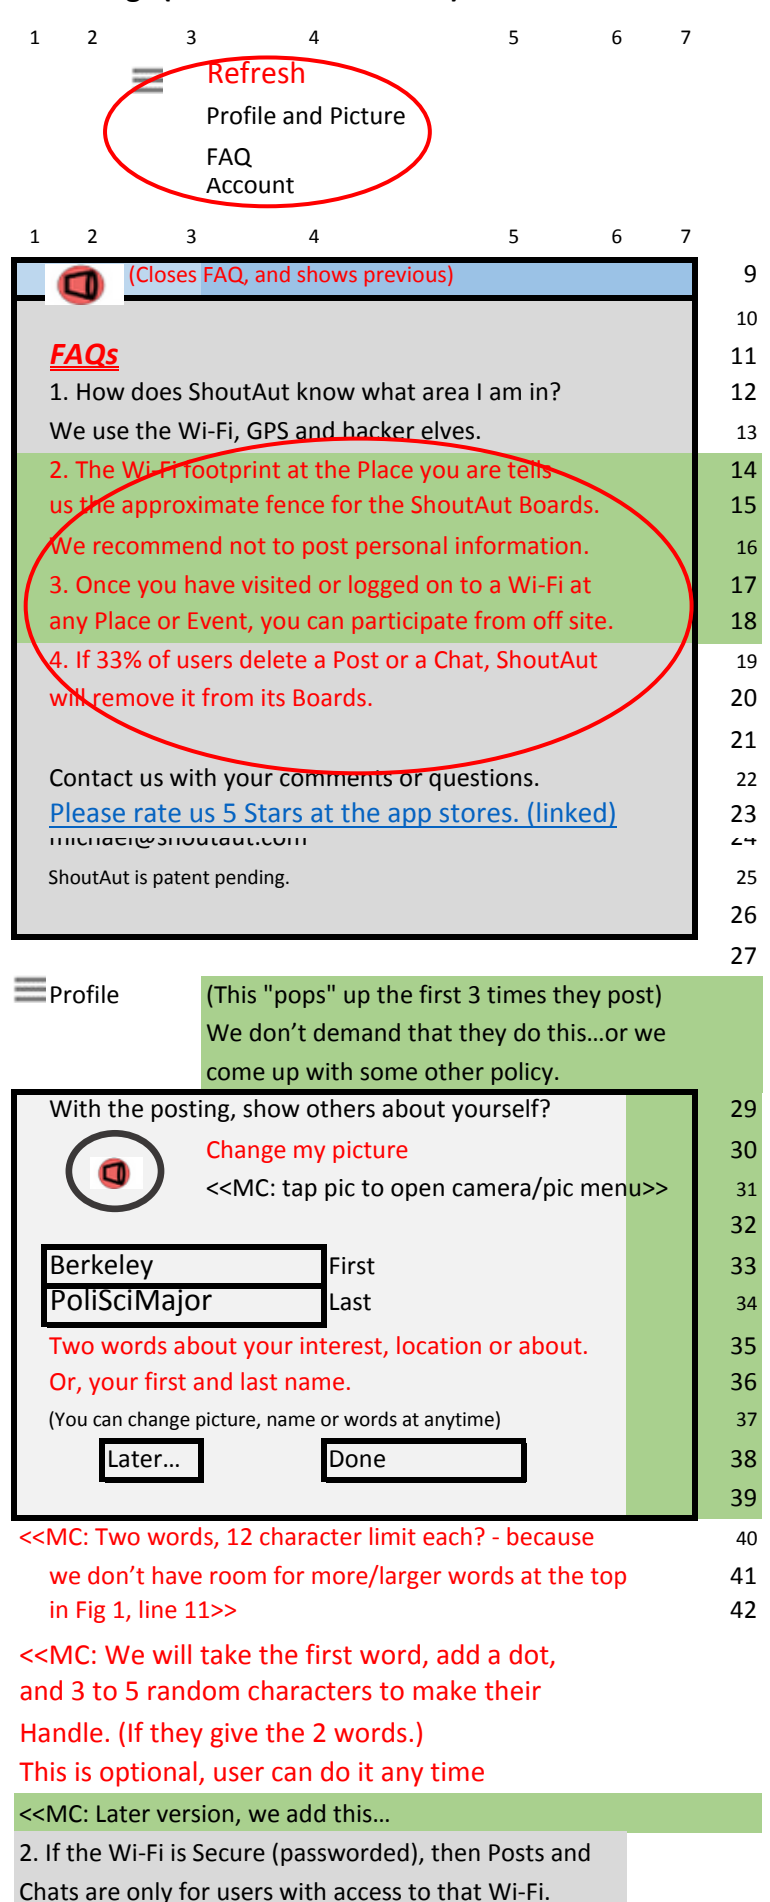 1 2 3 4 5 6 7
Refresh
Profile and Picture
FAQ
Account
1 2 3 4 5 6 7
(Closes FAQ, and shows previous) 9
10
FAQs 11
1. How does ShoutAut know what area I am in? 12
We use the Wi-Fi, GPS and hacker elves. 13
2. The Wi-Fi footprint at the Place you are tells 14
us the approximate fence for the ShoutAut Boards. 15
We recommend not to post personal information. 16
3. Once you have visited or logged on to a Wi-Fi at 17
any Place or Event, you can participate from off site. 18
4. If 33% of users delete a Post or a Chat, ShoutAut 19
will remove it from its Boards. 20
21
Contact us with your comments or questions. 22
Please rate us 5 Stars at the app stores. (linked) 23
michael@shoutaut.com 24
ShoutAut is patent pending. 25
26
27
Profile (This "pops" up the first 3 times they post)
We don't demand that they do this...or we
come up with some other policy.
With the posting, show others about yourself? 29
Change my picture 30
<<MC: tap pic to open camera/pic menu>> 31
32
Berkeley First 33
PoliSciMajor Last 34
Two words about your interest, location or about. 35
Or, your first and last name. 36
(You can change picture, name or words at anytime) 37
Later... Done 38
39
<<MC: Two words, 12 character limit each? - because 40
we don't have room for more/larger words at the top 41
in Fig 1, line 11>> 42
<<MC: We will take the first word, add a dot,
and 3 to 5 random characters to make their
Handle. (If they give the 2 words.)
This is optional, user can do it any time
<<MC: Later version, we add this...
2. If the Wi-Fi is Secure (passworded), then Posts and
Chats are only for users with access to that Wi-Fi.